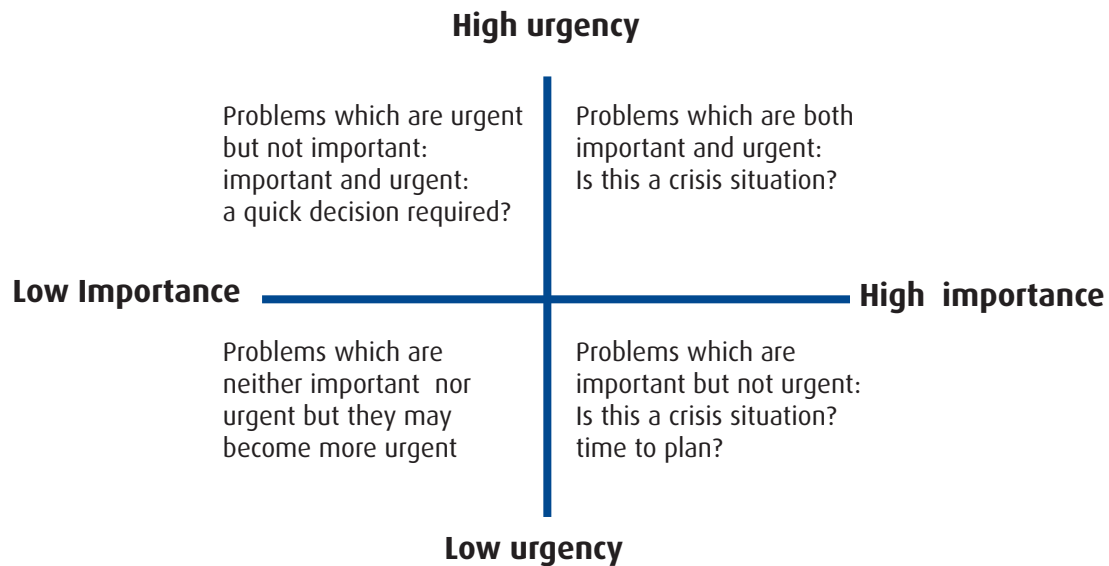 High urgency
Problems which are urgent
but not important:
important and urgent:
a quick decision required?
Problems which are both
important and urgent:
Is this a crisis situation?
Low Importance
High importance
Problems which are
neither important nor
urgent but they may
become more urgent
Problems which are
important but not urgent:
Is this a crisis situation?
time to plan?
Low urgency